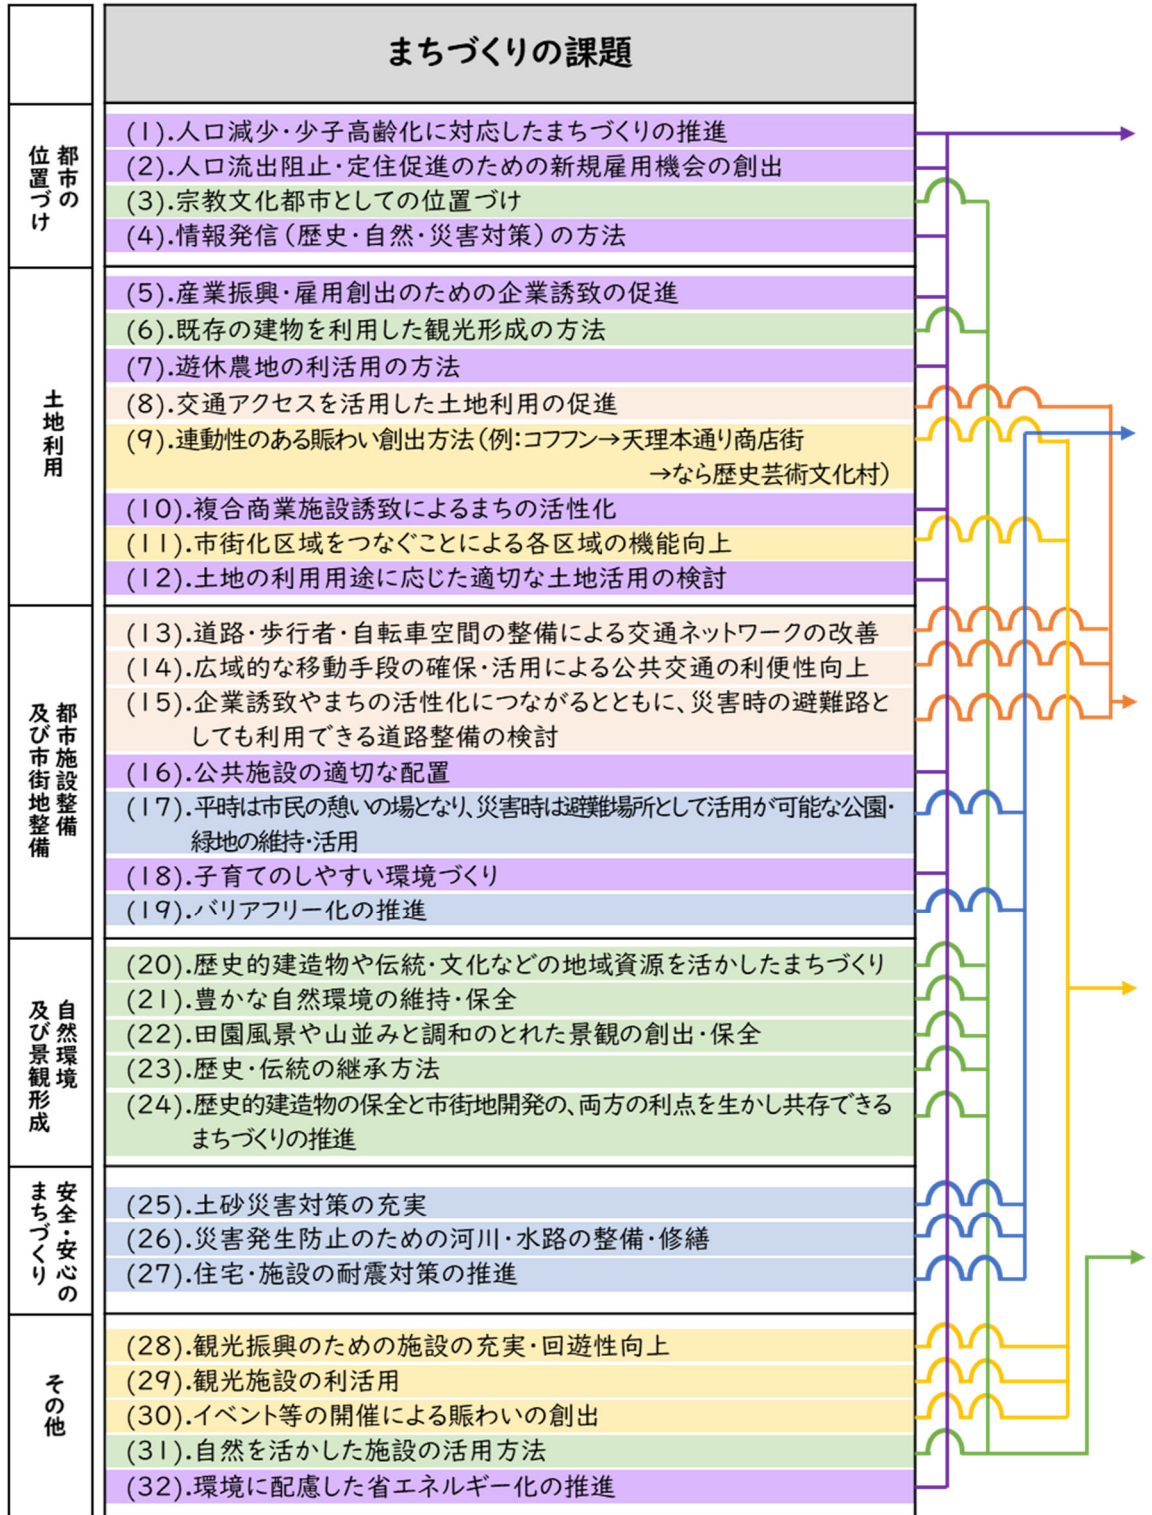 まちづくりの課題
都市の
位置づけ
(1).人口減少・少子高齢化に対応したまちづくりの推進
(2).人口流出阻止・定住促進のための新規雇用機会の創出
(3).宗教文化都市としての位置づけ
(4).情報発信(歴史・自然・災害対策)の方法
土地利用
(5).産業振興・雇用創出のための企業誘致の促進
(6).既存の建物を利用した観光形成の方法
(7).遊休農地の利活用の方法
(8).交通アクセスを活用した土地利用の促進
(9).連動性のある賑わい創出方法(例:コフフン→天理本通り商店街
→なら歴史芸術文化村)
(10).複合商業施設誘致によるまちの活性化
(11).市街化区域をつなぐことによる各区域の機能向上
(12).土地の利用用途に応じた適切な土地活用の検討
都市施設整備
及び市街地整備
(13).道路・歩行者・自転車空間の整備による交通ネットワークの改善
(14).広域的な移動手段の確保・活用による公共交通の利便性向上
(15).企業誘致やまちの活性化につながるとともに、災害時の避難路と
しても利用できる道路整備の検討
(16).公共施設の適切な配置
(17).平時は市民の憩いの場となり、災害時は避難場所として活用が可能な公園・
緑地の維持・活用
(18).子育てのしやすい環境づくり
(19).バリアフリー化の推進
自然環境
及び景観形成
(20).歴史的建造物や伝統・文化などの地域資源を活かしたまちづくり
(21).豊かな自然環境の維持・保全
(22).田園風景や山並みと調和のとれた景観の創出・保全
(23).歴史・伝統の継承方法
(24).歴史的建造物の保全と市街地開発の、両方の利点を生かし共存できる
まちづくりの推進
安全・安心の
まちづくり
(25).土砂災害対策の充実
(26).災害発生防止のための河川・水路の整備・修繕
(27).住宅・施設の耐震対策の推進
その他
(28).観光振興のための施設の充実・回遊性向上
(29).観光施設の利活用
(30).イベント等の開催による賑わいの創出
(31).自然を活かした施設の活用方法
(32).環境に配慮した省エネルギー化の推進